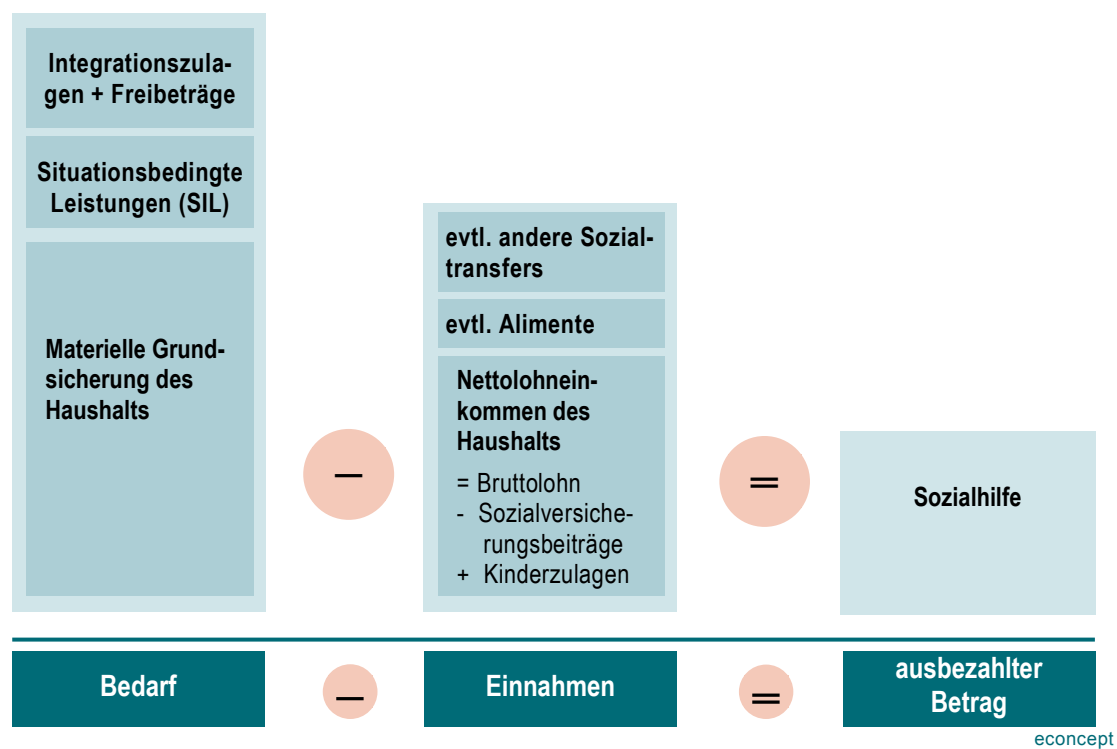 Integrationszula-
gen + Freibeträge
Situationsbedingte
Leistungen (SIL)
Materielle Grund-
sicherung des
Haushalts
–
evtl. andere Sozial-
transfers
evtl. Alimente
Nettolohnein-
kommen des
Haushalts
= Bruttolohn
- Sozialversiche-
rungsbeiträge
+ Kinderzulagen
=
Sozialhilfe
Bedarf
–
Einnahmen
=
ausbezahlter
Betrag
econcept